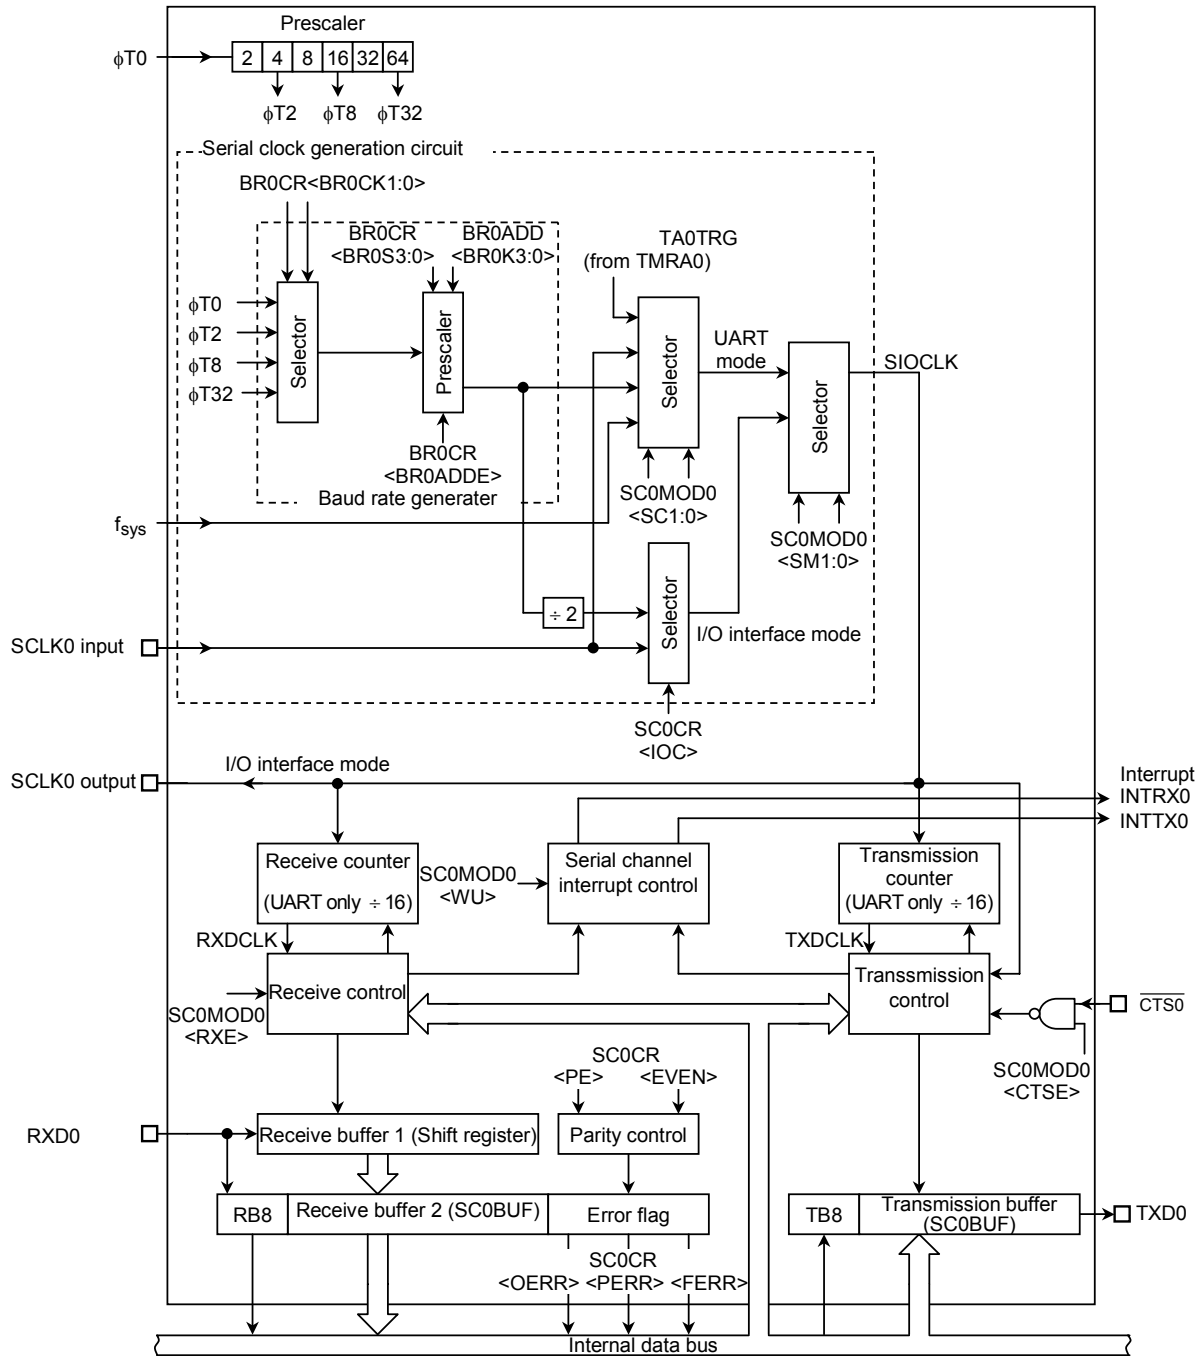 Prescaler
ϕT0
2 4 8 16 32 64
ϕT2 ϕT8 ϕT32
Serial clock generation circuit
BR0CR<BR0CK1:0>
BR0CR
<BR0S3:0>
BR0ADD
<BR0K3:0>
TA0TRG
(from TMRA0)
ϕT0
ϕT2
ϕT8
ϕT32
Selector
Prescaler
Selector
UART
mode
Selector
SIOCLK
BR0CR
<BR0ADDE>
Baud rate generater
SC0MOD0
<SC1:0>
SC0MOD0
<SM1:0>
fsys
÷ 2
Selector
I/O interface mode
SCLK0 input
SC0CR
<IOC>
SCLK0 output
I/O interface mode
Interrupt
INTRX0
INTTX0
Receive counter
(UART only ÷ 16)
SC0MOD0
<WU>
Serial channel
interrupt control
Transmission
counter
(UART only ÷ 16)
RXDCLK
TXDCLK
Receive control
SC0MOD0
<RXE>
Transsmission
control
CTS0
SC0MOD0
<CTSE>
SC0CR
<PE> <EVEN>
RXD0
Receive buffer 1 (Shift register)
Parity control
RB8
Receive buffer 2 (SC0BUF)
Error flag
TB8
Transmission buffer
(SC0BUF)
TXD0
SC0CR
<OERR> <PERR> <FERR>
Internal data bus